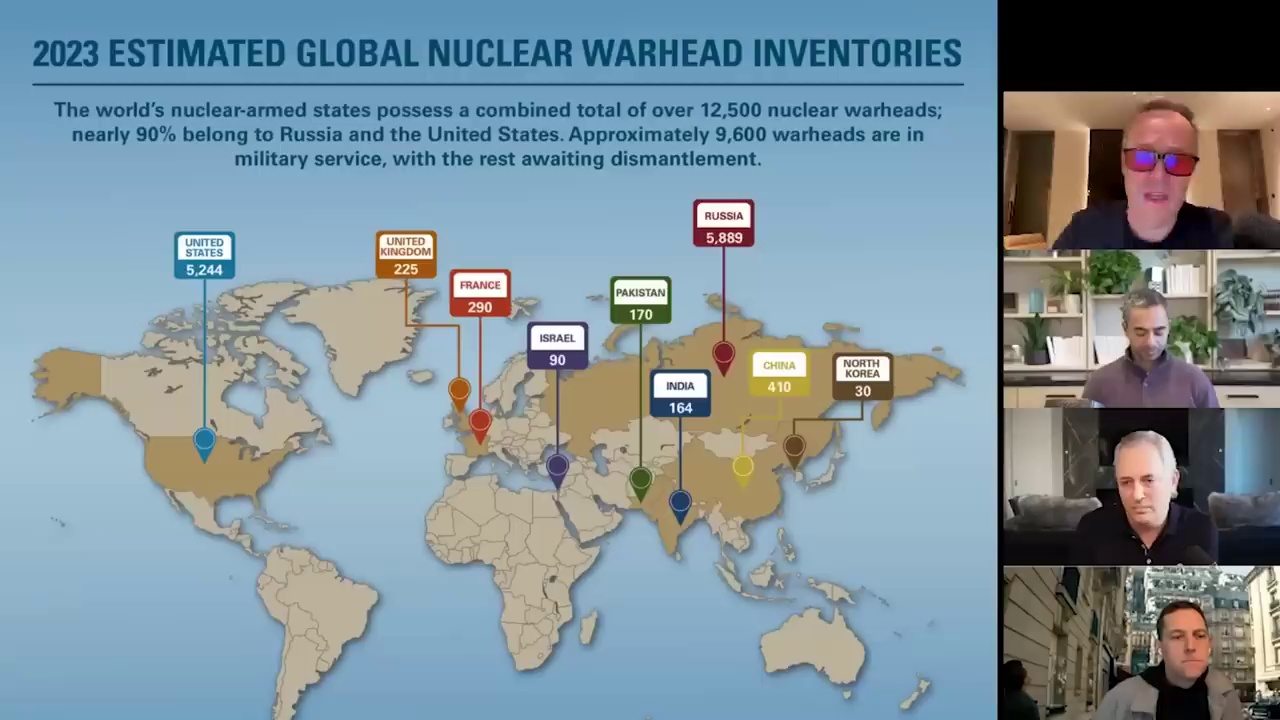 2023 ESTIMATED GLOBAL NUCLEAR WARHEAD INVENTORIES
The world's nuclear-armed states possess a combined total of over 12,500 nuclear warheads;
nearly 90% belong to Russia and the United States. Approximately 9,600 warheads are in
military service, with the rest awaiting dismantlement.
RUSSIA
5,889
UNITED
STATES
5,244
UNITED
KINGDOM
225
FRANCE
290
PAKISTAN
170
ISRAEL
90
INDIA
164
CHINA
410
NORTH
KOREA
30